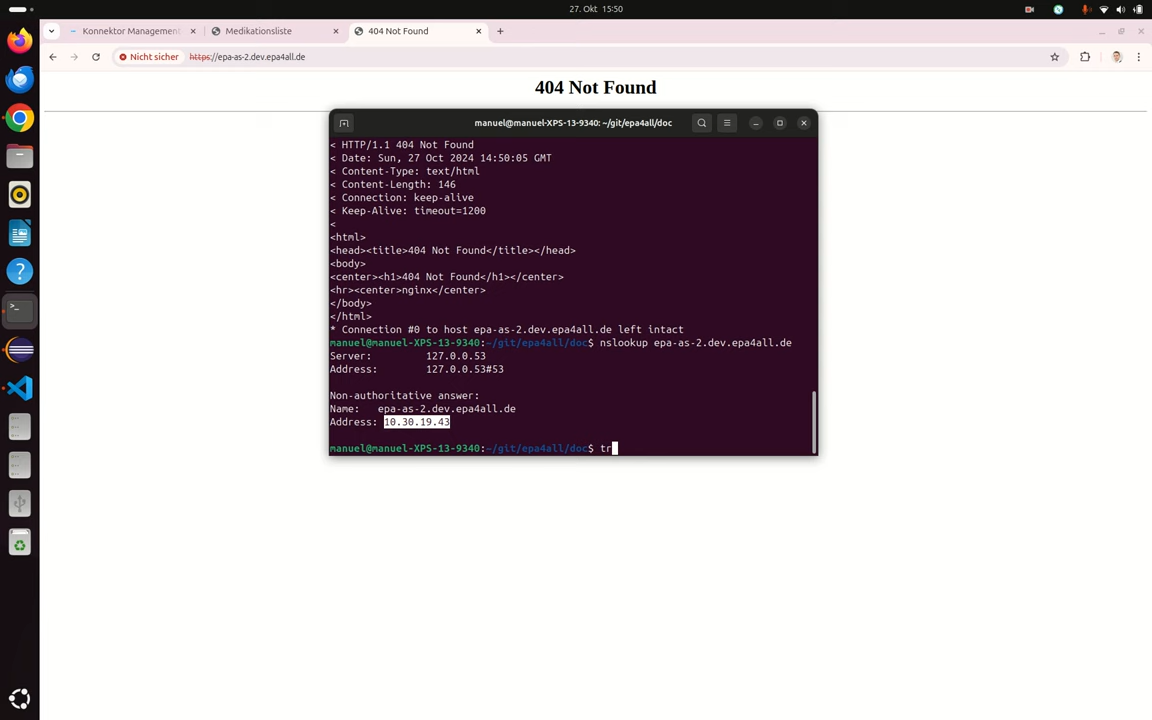 27. Okt 15:50
Konnektor Management
Medikationsliste
404 Not Found
Nicht sicher
https://epa-as-2.dev.epa4all.de
404 Not Found
manuel@manuel-XPS-13-9340: ~/git/epa4all/doc
< HTTP/1.1 404 Not Found
< Date: Sun, 27 Oct 2024 14:50:05 GMT
< Content-Type: text/html
< Content-Length: 146
< Connection: keep-alive
< Keep-Alive: timeout=1200
<
<html>
<head><title>404 Not Found</title></head>
<body>
<center><h1>404 Not Found</h1></center>
<hr><center>nginx</center>
</body>
</html>
* Connection #0 to host epa-as-2.dev.epa4all.de left intact
manuel@manuel-XPS-13-9340:~/git/epa4all/doc$ nslookup epa-as-2.dev.epa4all.de
Server: 127.0.0.53
Address: 127.0.0.53#53
Non-authoritative answer:
Name: epa-as-2.dev.epa4all.de
Address: 10.30.19.43
manuel@manuel-XPS-13-9340:~/git/epa4all/doc$ tr